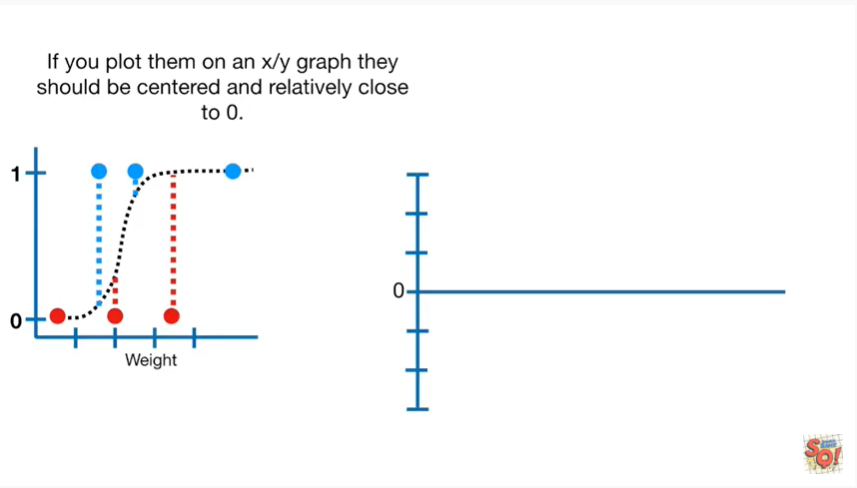 If you plot them on an x/y graph they
should be centered and relatively close
to 0.
1
0
Weight
0
SQ!